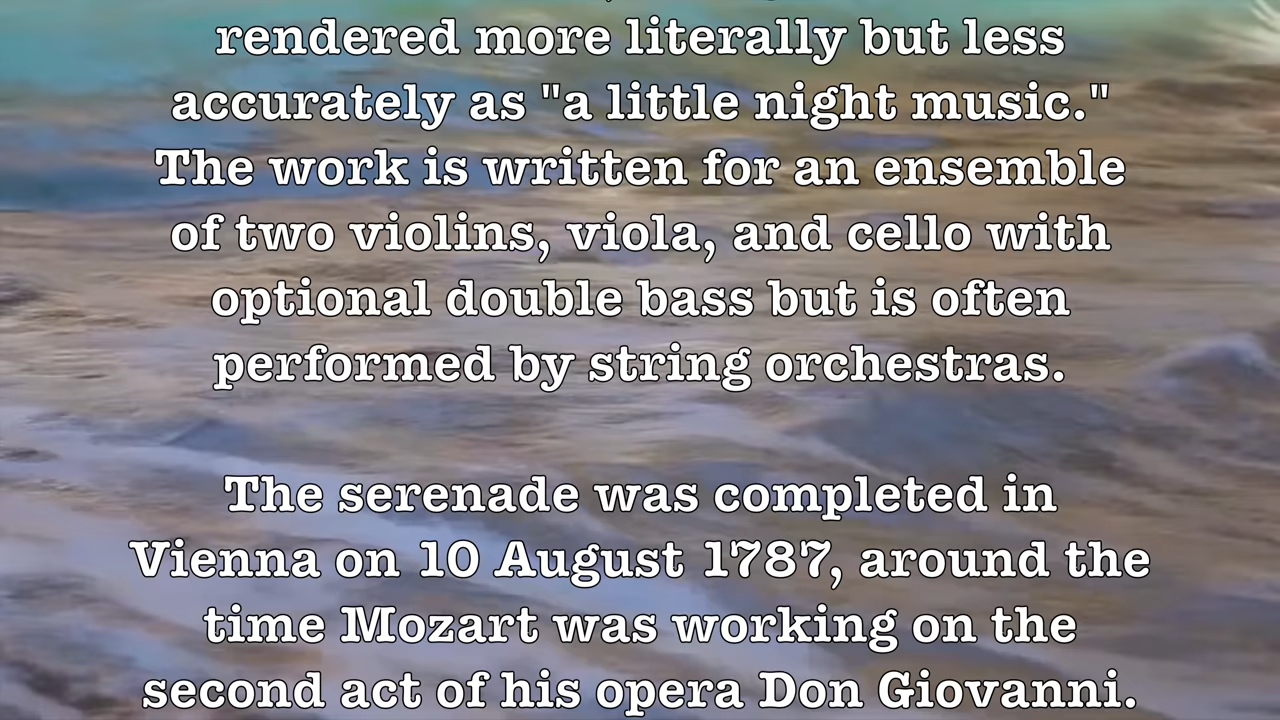 rendered more literally but less
accurately as "a little night music."
The work is written for an ensemble
of two violins, viola, and cello with
optional double bass but is often
performed by string orchestras.
The serenade was completed in
Vienna on 10 August 1787, around the
time Mozart was working on the
second act of his opera Don Giovanni.